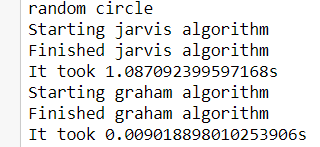 random circle
Starting jarvis algorithm
Finished jarvis algorithm
It took 1.087092399597168s
Starting graham algorithm
Finished graham algorithm
It took 0.009018898010253906s